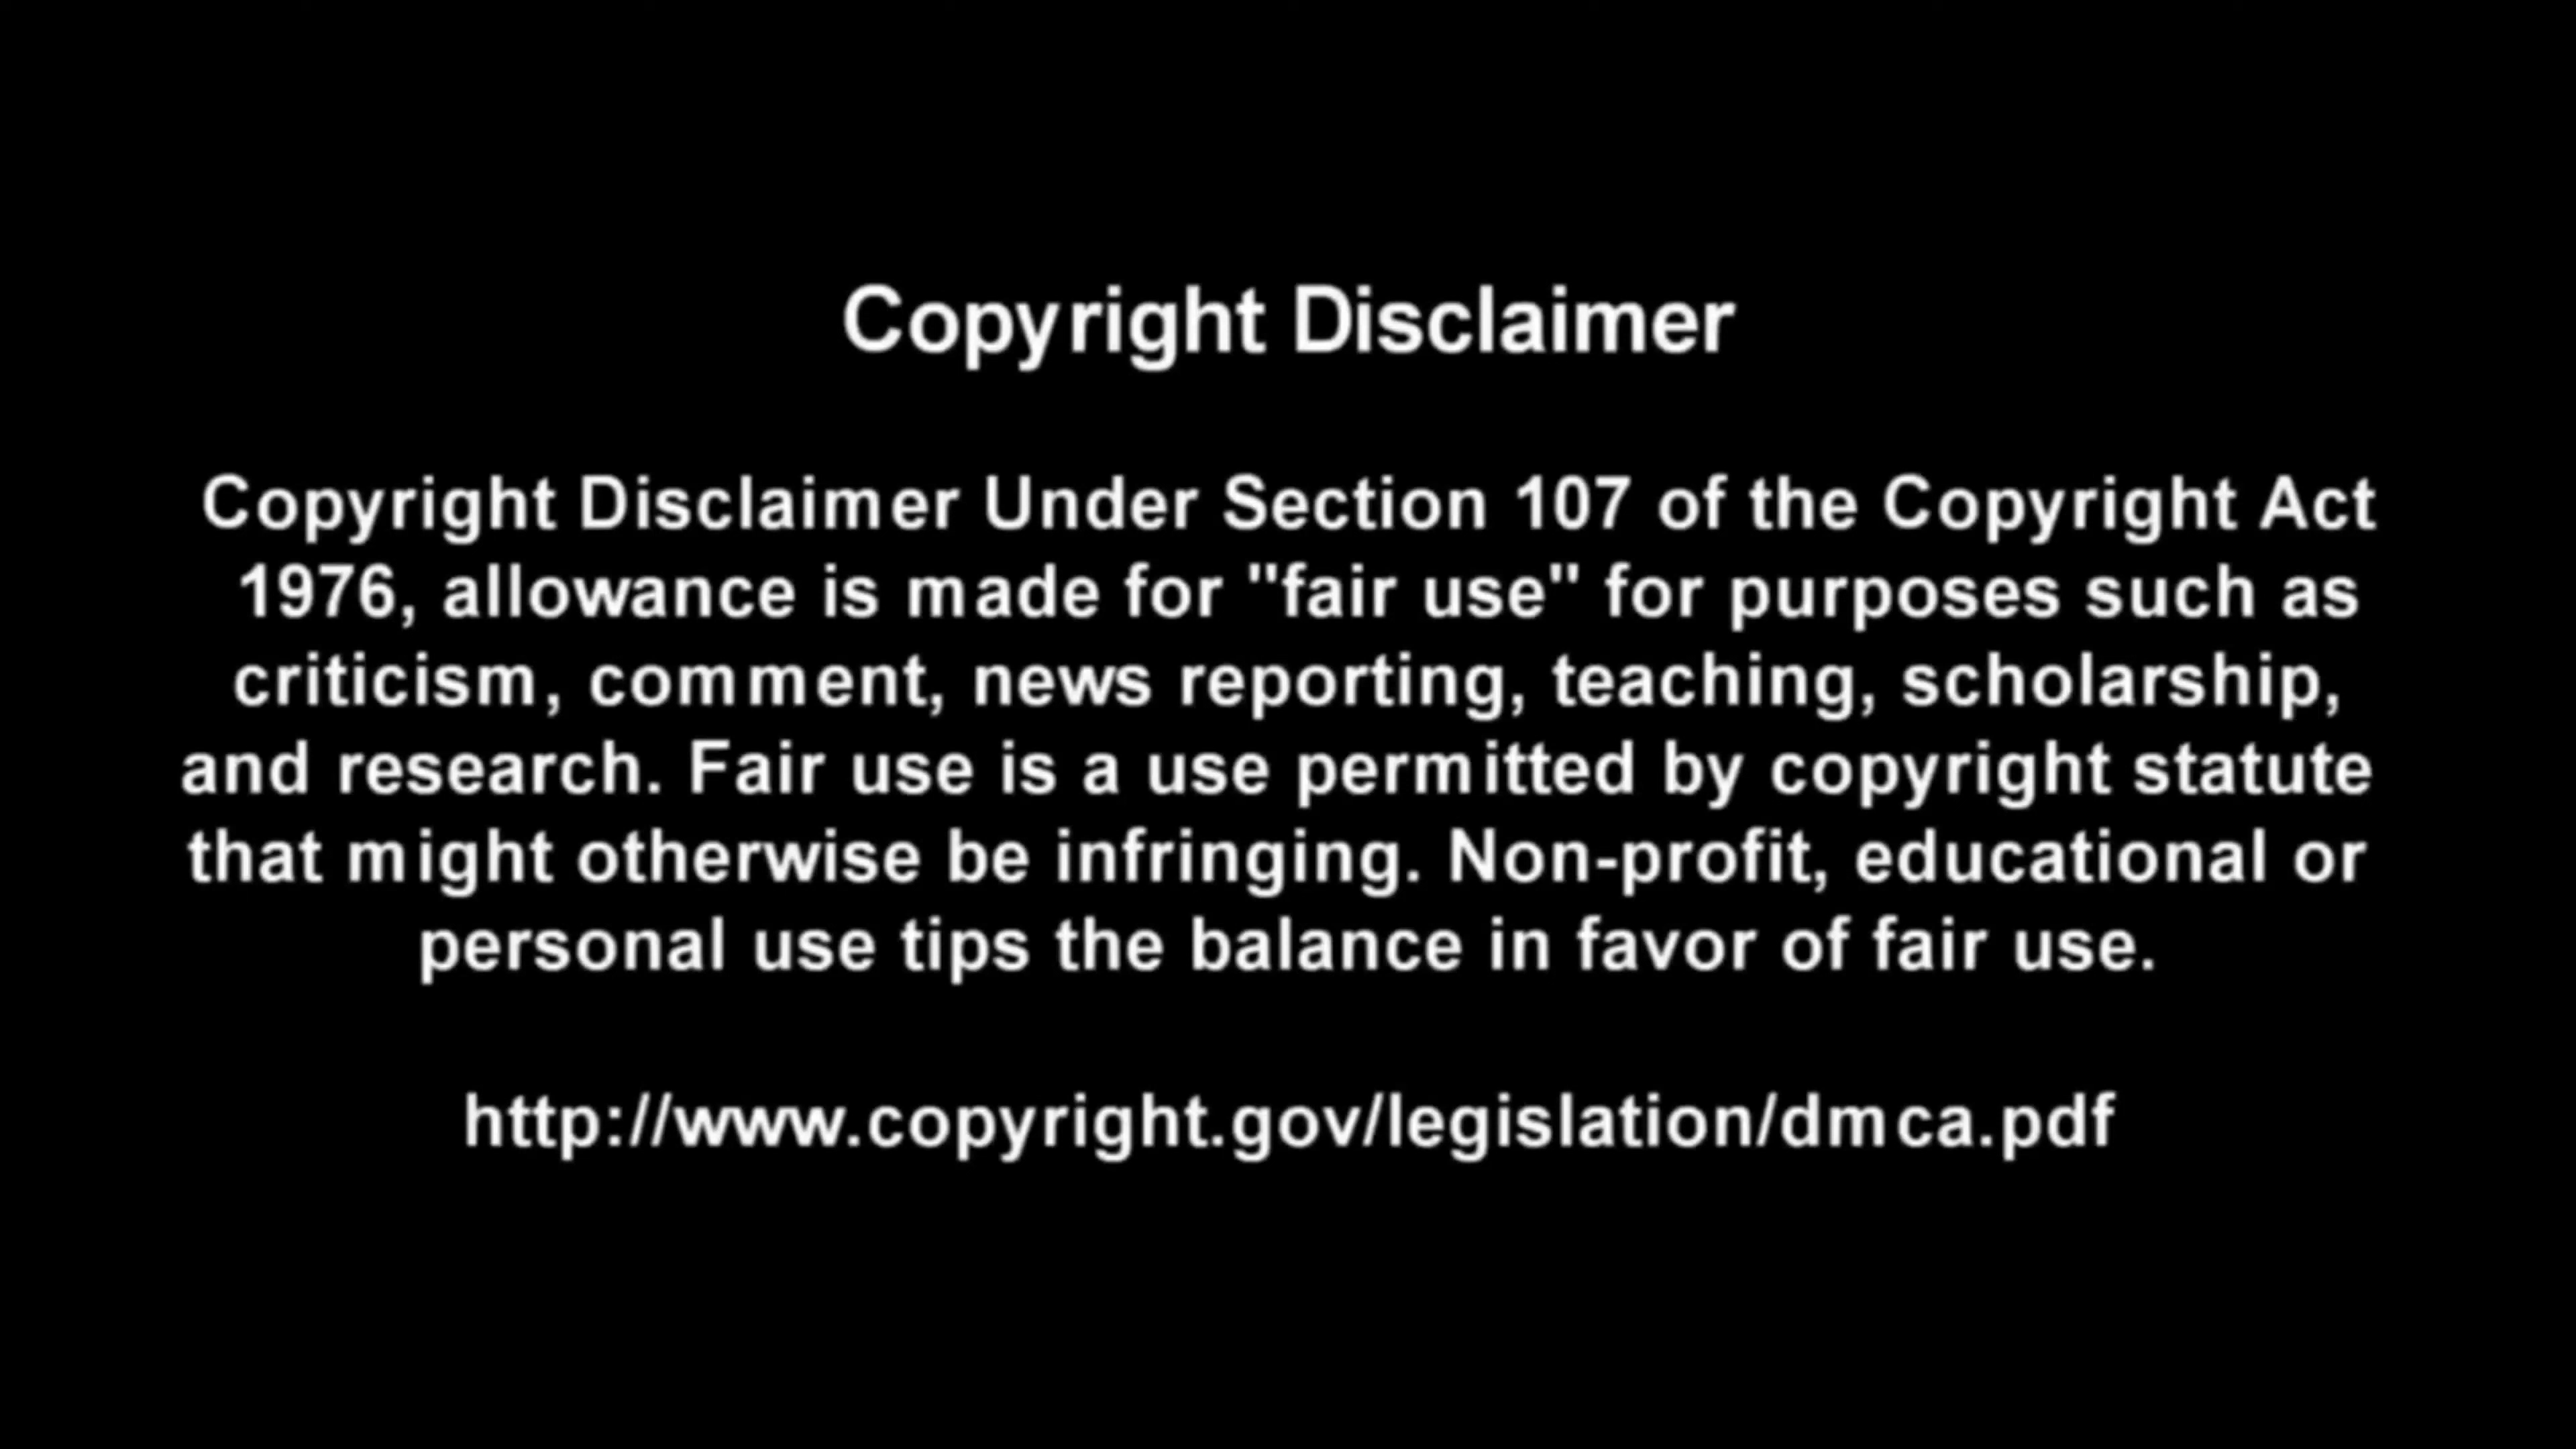 Copyright Disclaimer
Copyright Disclaimer Under Section 107 of the Copyright Act
1976, allowance is made for "fair use" for purposes such as
criticism, comment, news reporting, teaching, scholarship,
and research. Fair use is a use permitted by copyright statute
that might otherwise be infringing. Non-profit, educational or
personal use tips the balance in favor of fair use.
http://www.copyright.gov/legislation/dmca.pdf